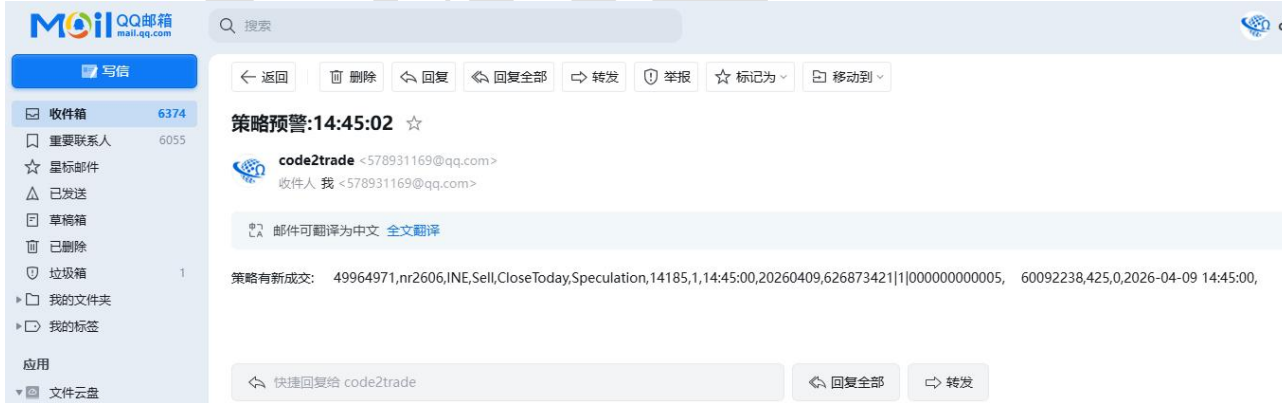 Mail QQ邮箱
mail.qq.com
搜索
写信
返回 删除 回复 回复全部 转发 举报 标记为 移动到
收件箱 6374
重要联系人 6055
星标邮件
已发送
草稿箱
已删除
垃圾箱 1
我的文件夹
我的标签
应用
文件云盘
策略预警:14:45:02
code2trade <578931169@qq.com>
收件人 我 <578931169@qq.com>
邮件可翻译为中文 全文翻译
策略有新成交: 49964971,nr2606,INE,Sell,CloseToday,Speculation,14185,1,14:45:00,20260409,626873421|1|000000000005, 60092238,425,0,2026-04-09 14:45:00,
快捷回复给 code2trade 回复全部 转发